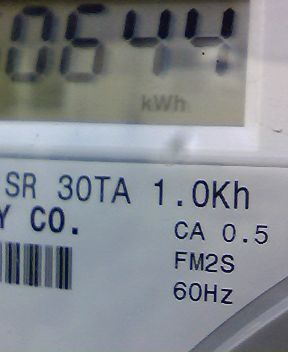 0644
kWh
SR 30TA 1.0Kh
Y CO.
CA 0.5
FM2S
60Hz